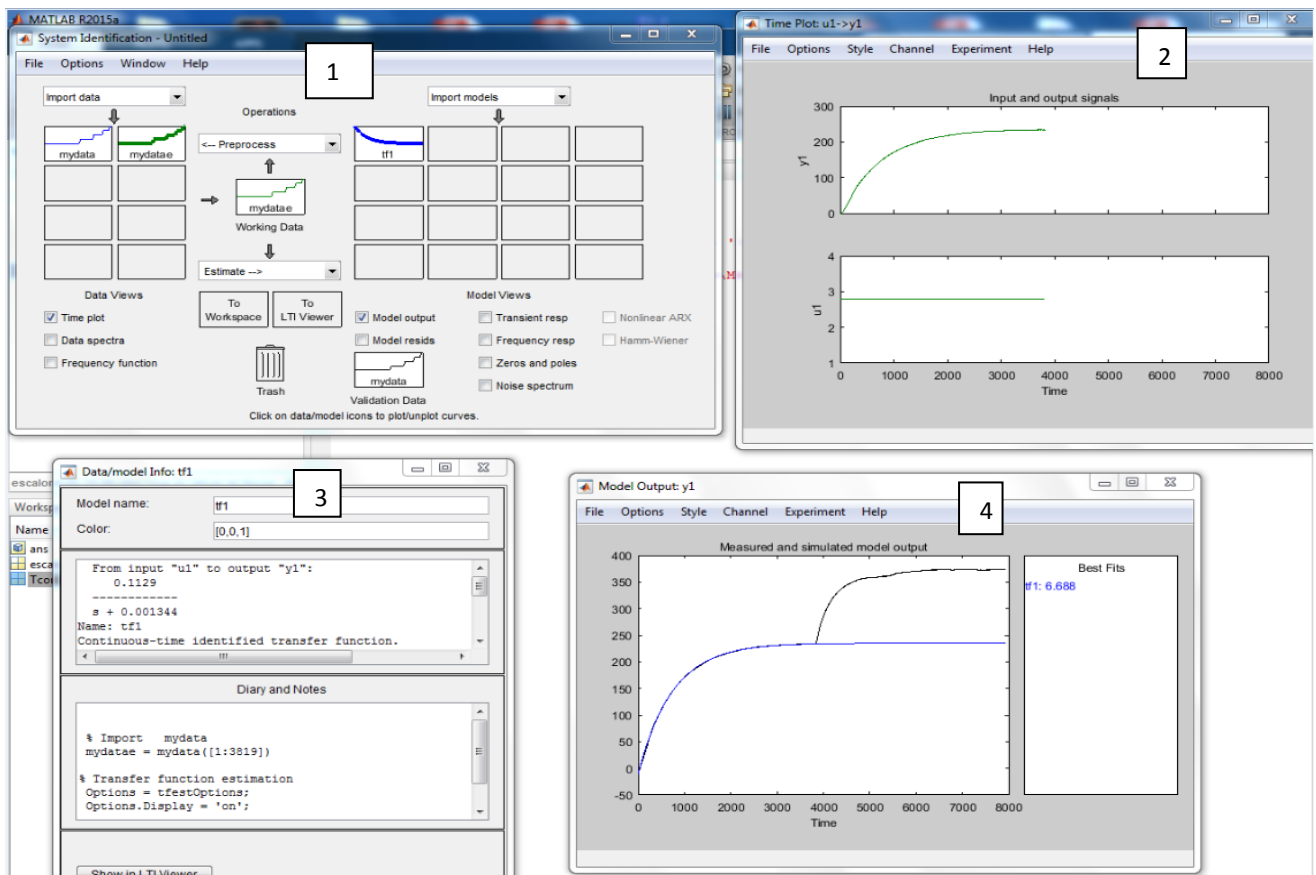 MATLAB R2015a
System Identification - Untitled
1
File Options Window Help
Import data
Operations
Import models
mydata
mydatae
<-- Preprocess
tf1
mydatae
Working Data
Estimate -->
Data Views
To Workspace
To LTI Viewer
Model Views
Time plot
Data spectra
Frequency function
Model output
Model resids
Transient resp
Frequency resp
Zeros and poles
Noise spectrum
Nonlinear ARX
Hamm-Wiener
Trash
mydata
Validation Data
Click on data/model icons to plot/unplot curves.
Time Plot: u1->y1
2
File Options Style Channel Experiment Help
Input and output signals
300
200
100
0
y1
4
3
2
1
u1
0 1000 2000 3000 4000 5000 6000 7000 8000
Time
escalon
Name
ans
esca
Data/model Info: tf1
3
Model name:
tf1
Color:
[0,0,1]
From input "u1" to output "y1":
0.1129
------------
s + 0.001344
Name: tf1
Continuous-time identified transfer function.
Diary and Notes
% Import mydata
mydatae = mydata([1:3819])
% Transfer function estimation
Options = tfestOptions;
Options.Display = 'on';
Show in LTI Viewer
Model Output: y1
4
File Options Style Channel Experiment Help
Measured and simulated model output
400
350
300
250
200
150
100
50
0
-50
0 1000 2000 3000 4000 5000 6000 7000 8000
Time
Best Fits
tf1: 6.688